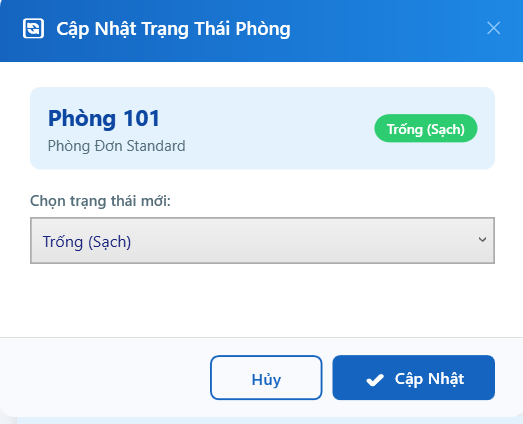 Cập Nhật Trạng Thái Phòng
Phòng 101
Phòng Đơn Standard
Trống (Sạch)
Chọn trạng thái mới:
Trống (Sạch)
Hủy
Cập Nhật